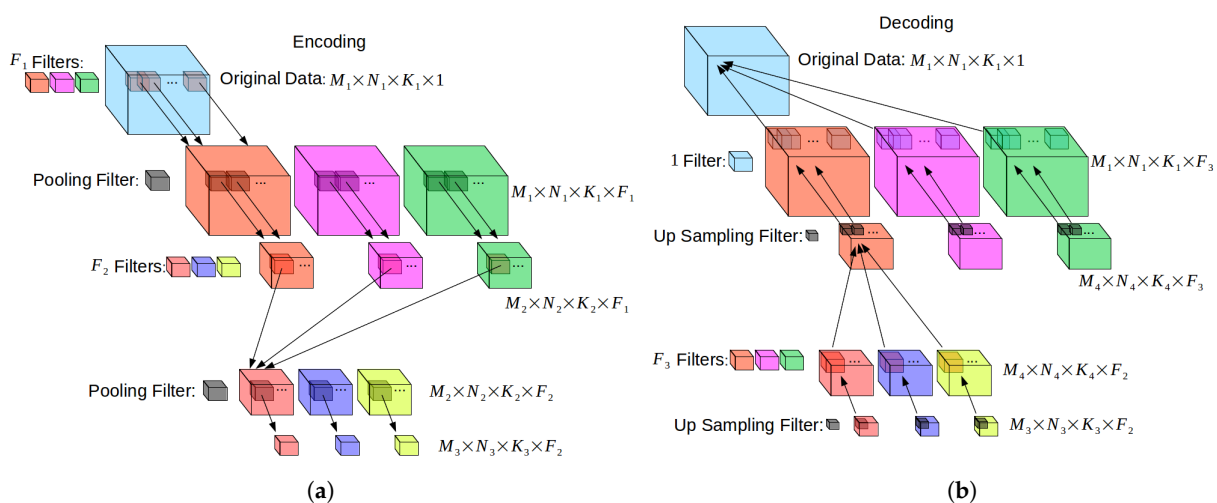 Encoding
F₁ Filters:
Original Data: M₁×N₁×K₁×1
...
Pooling Filter:
... ... ...
M₁×N₁×K₁×F₁
F₂ Filters:
... ... ...
M₂×N₂×K₂×F₁
Pooling Filter:
... ... ...
M₂×N₂×K₂×F₂
M₃×N₃×K₃×F₂
(a)
Decoding
Original Data: M₁×N₁×K₁×1
... ... ...
1 Filter:
M₁×N₁×K₁×F₃
Up Sampling Filter:
... ... ...
M₄×N₄×K₄×F₃
F₃ Filters:
... ... ...
M₄×N₄×K₄×F₂
Up Sampling Filter:
M₃×N₃×K₃×F₂
(b)